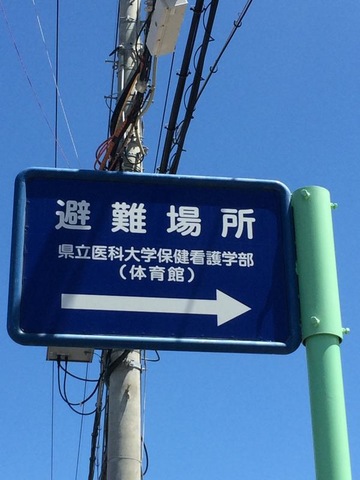 避難場所
県立医科大学保健看護学部
（体育館）